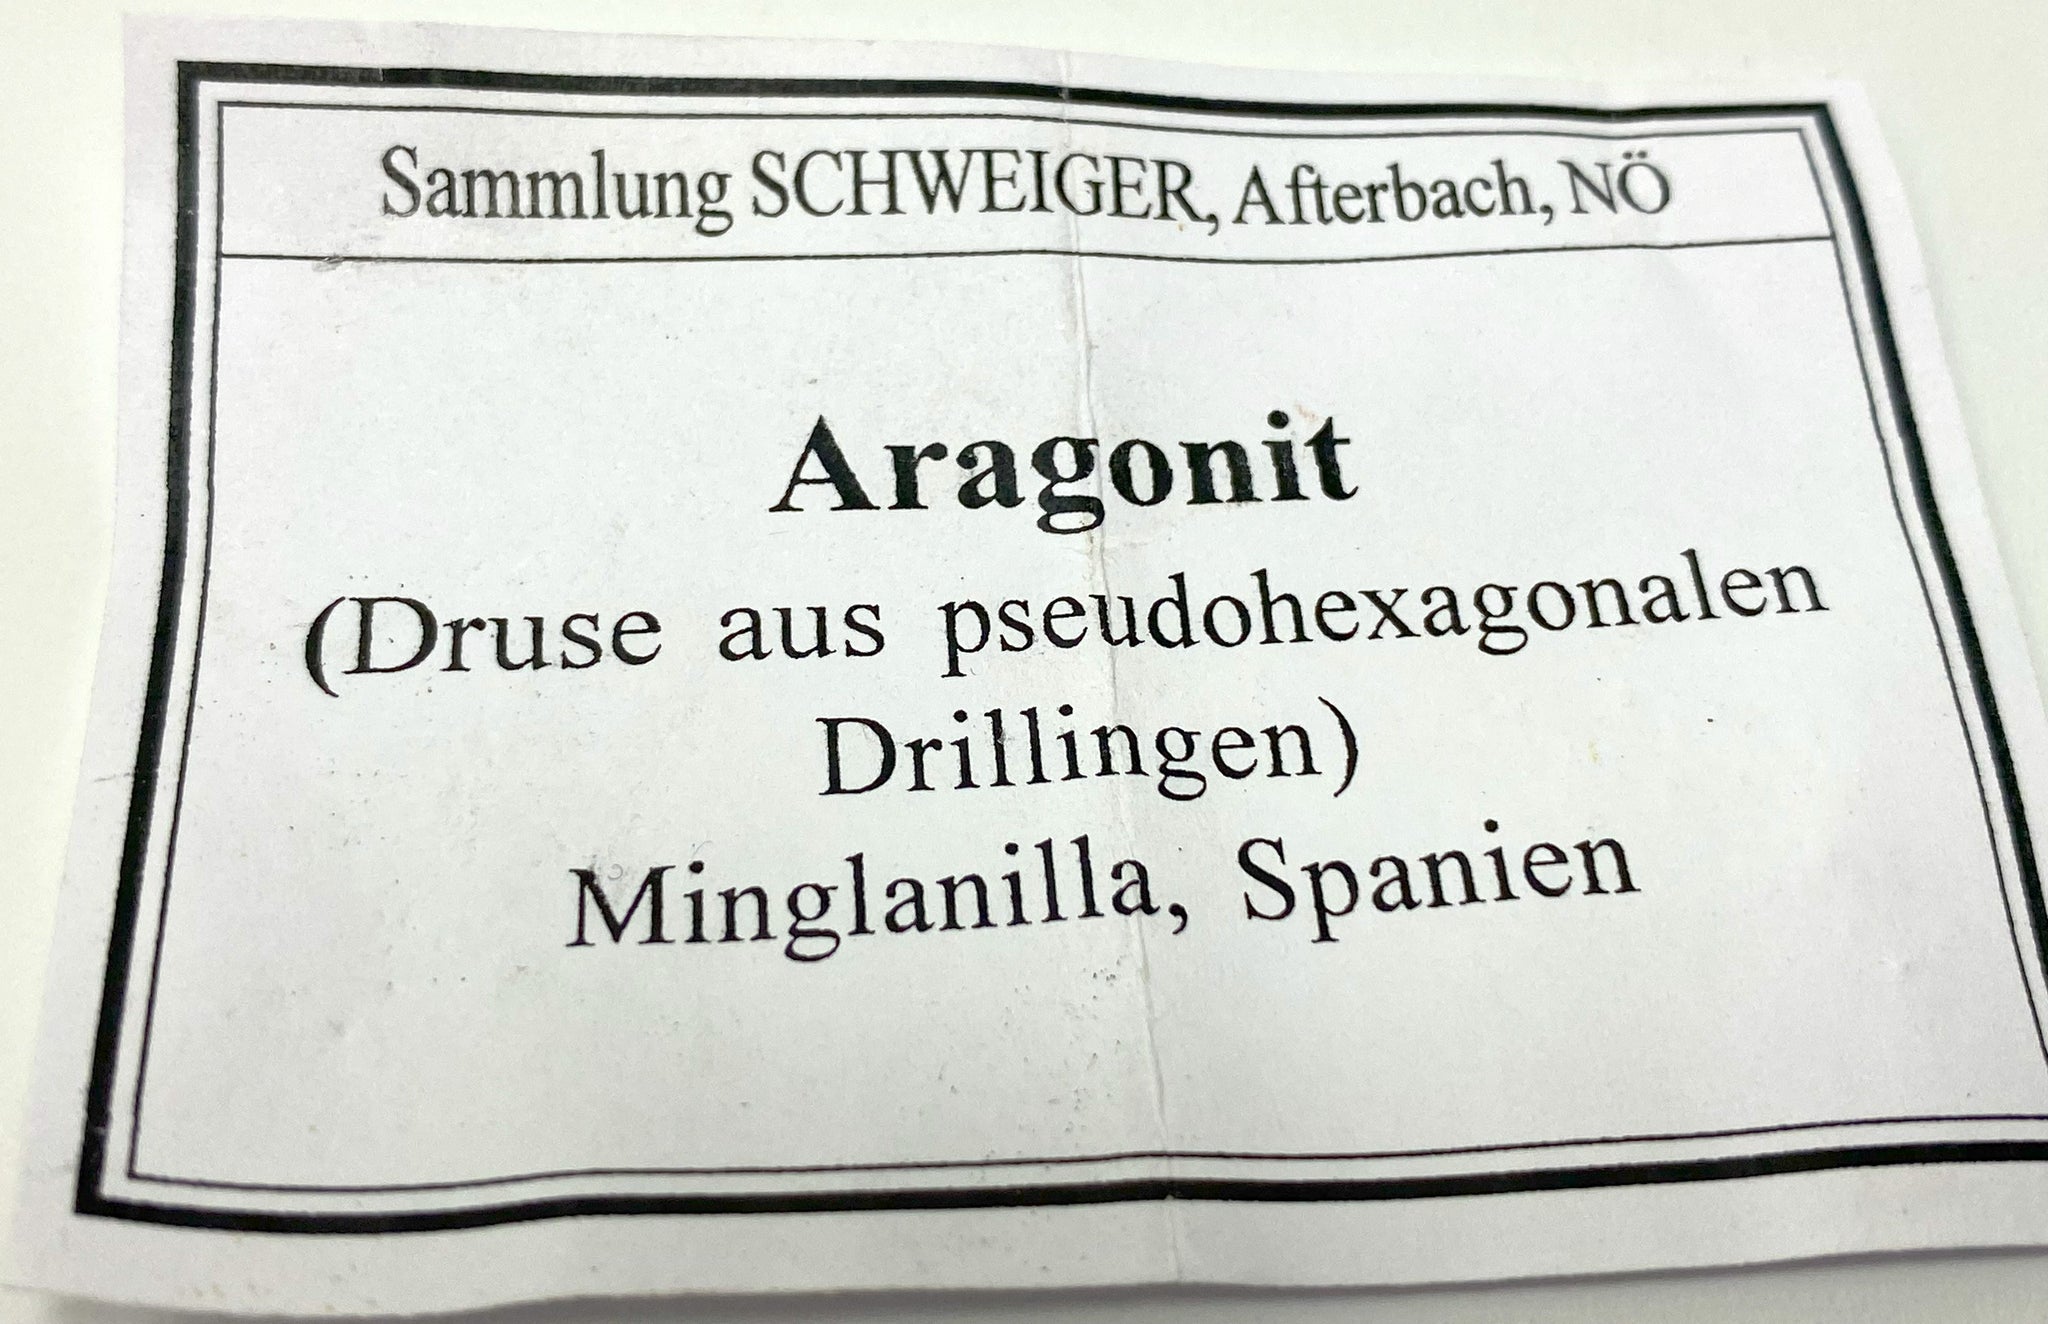 Sammlung SCHWEIGER, Afterbach, NÖ
Aragonit
(Druse aus pseudohexagonalen
Drillingen)
Minglanilla, Spanien